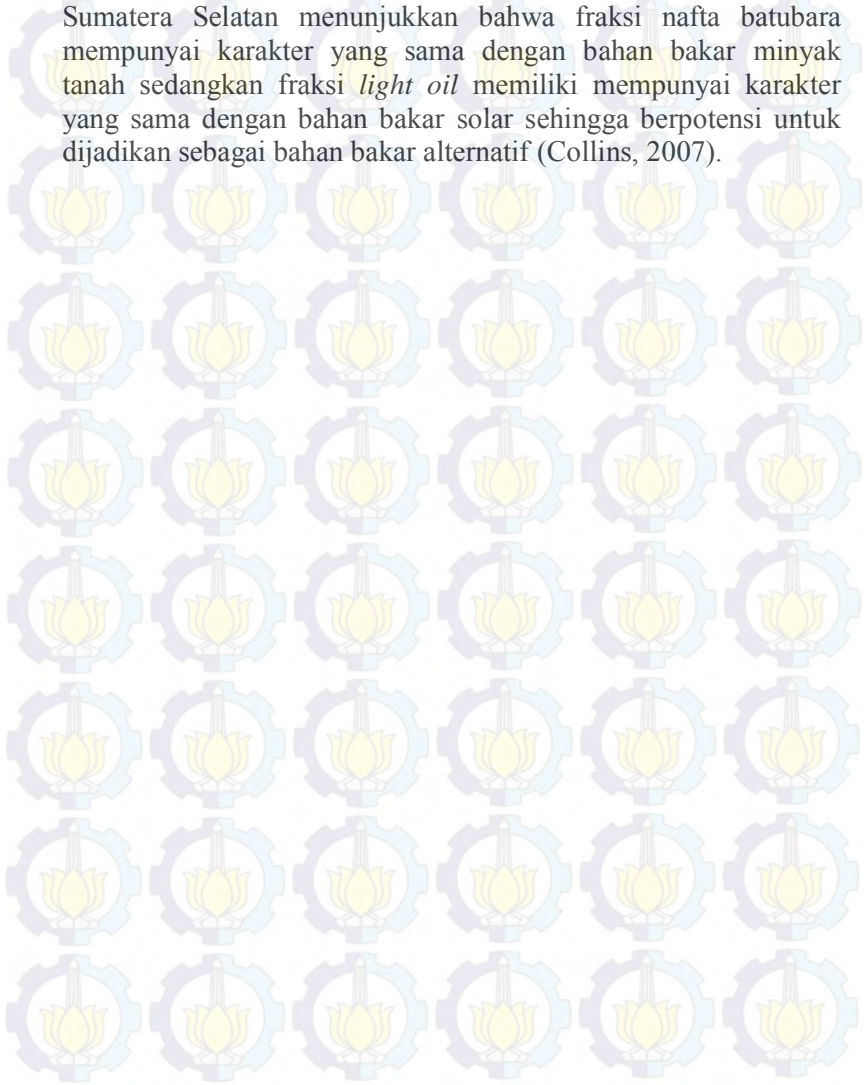 Sumatera Selatan menunjukkan bahwa fraksi nafta batubara
mempunyai karakter yang sama dengan bahan bakar minyak
tanah sedangkan fraksi light oil memiliki mempunyai karakter
yang sama dengan bahan bakar solar sehingga berpotensi untuk
dijadikan sebagai bahan bakar alternatif (Collins, 2007).